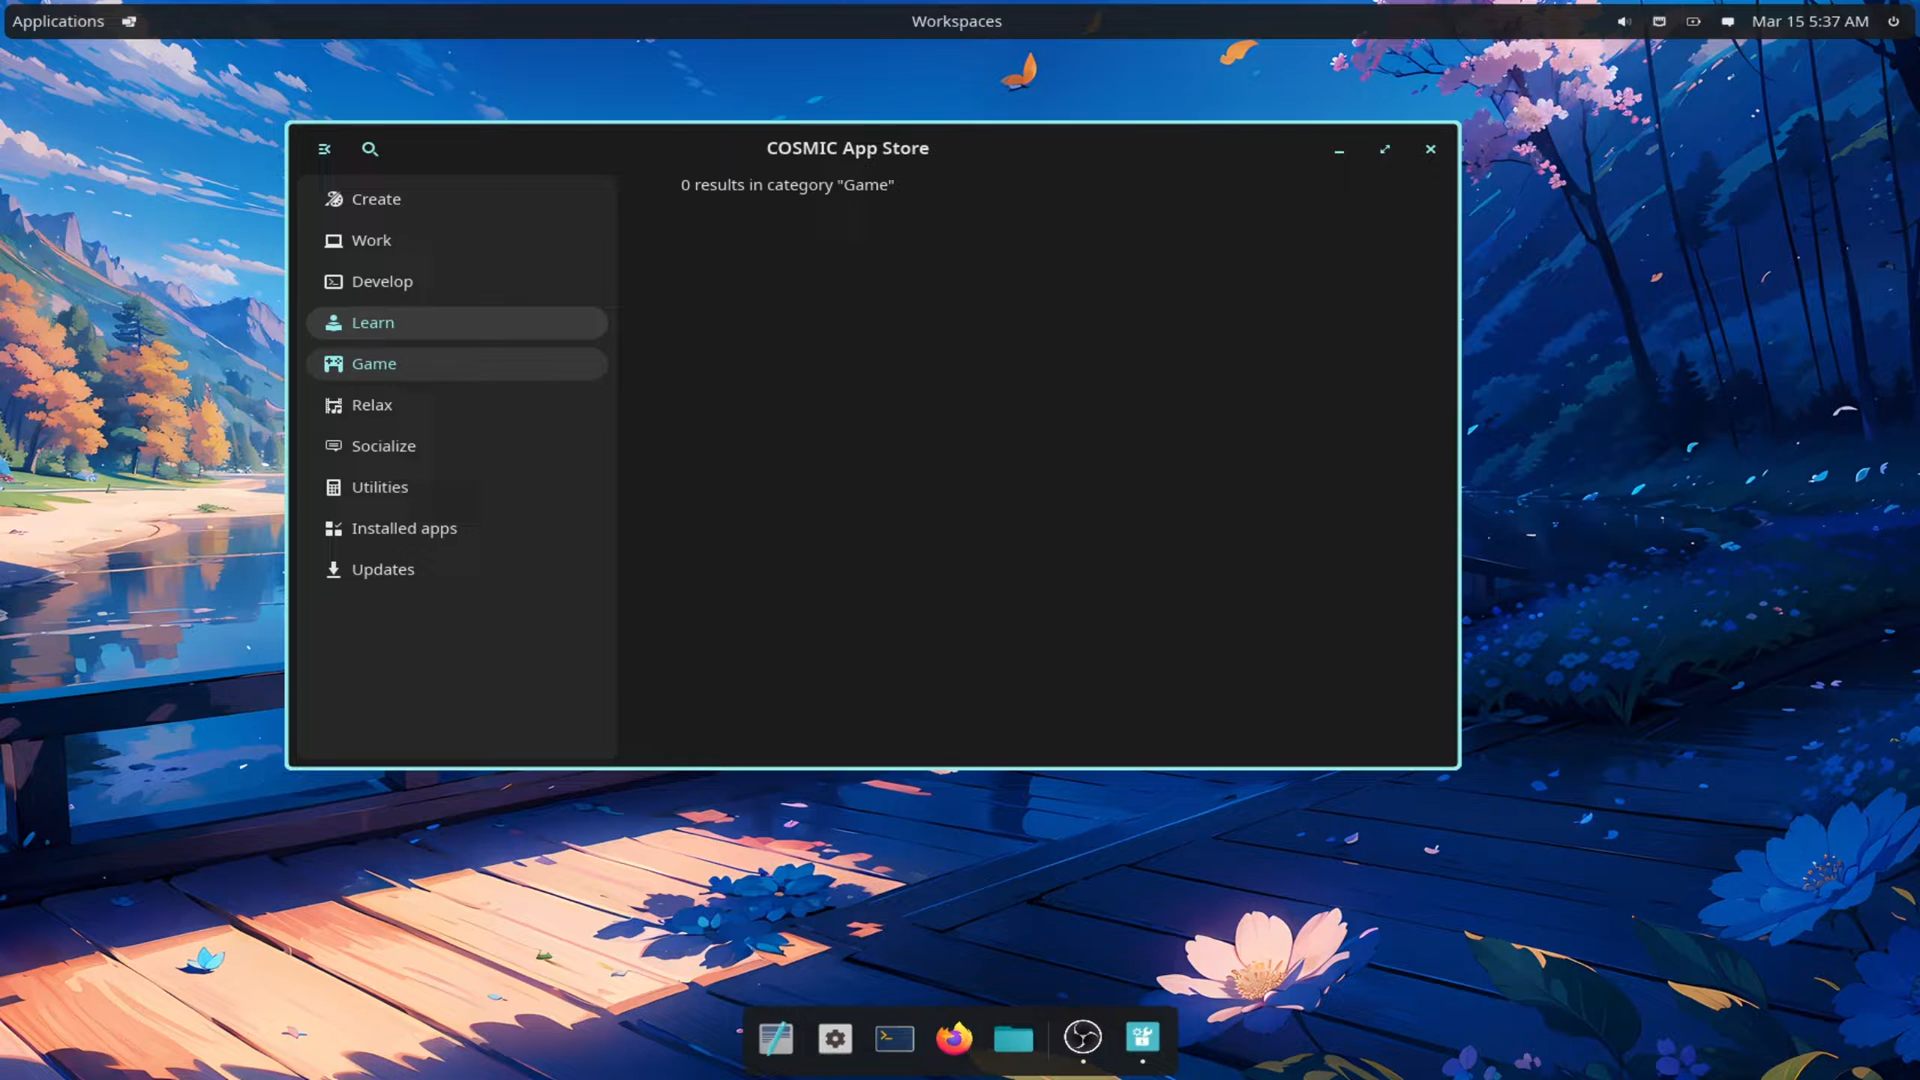 Applications
Workspaces
Mar 15 5:37 AM
COSMIC App Store
0 results in category "Game"
Create
Work
Develop
Learn
Game
Relax
Socialize
Utilities
Installed apps
Updates